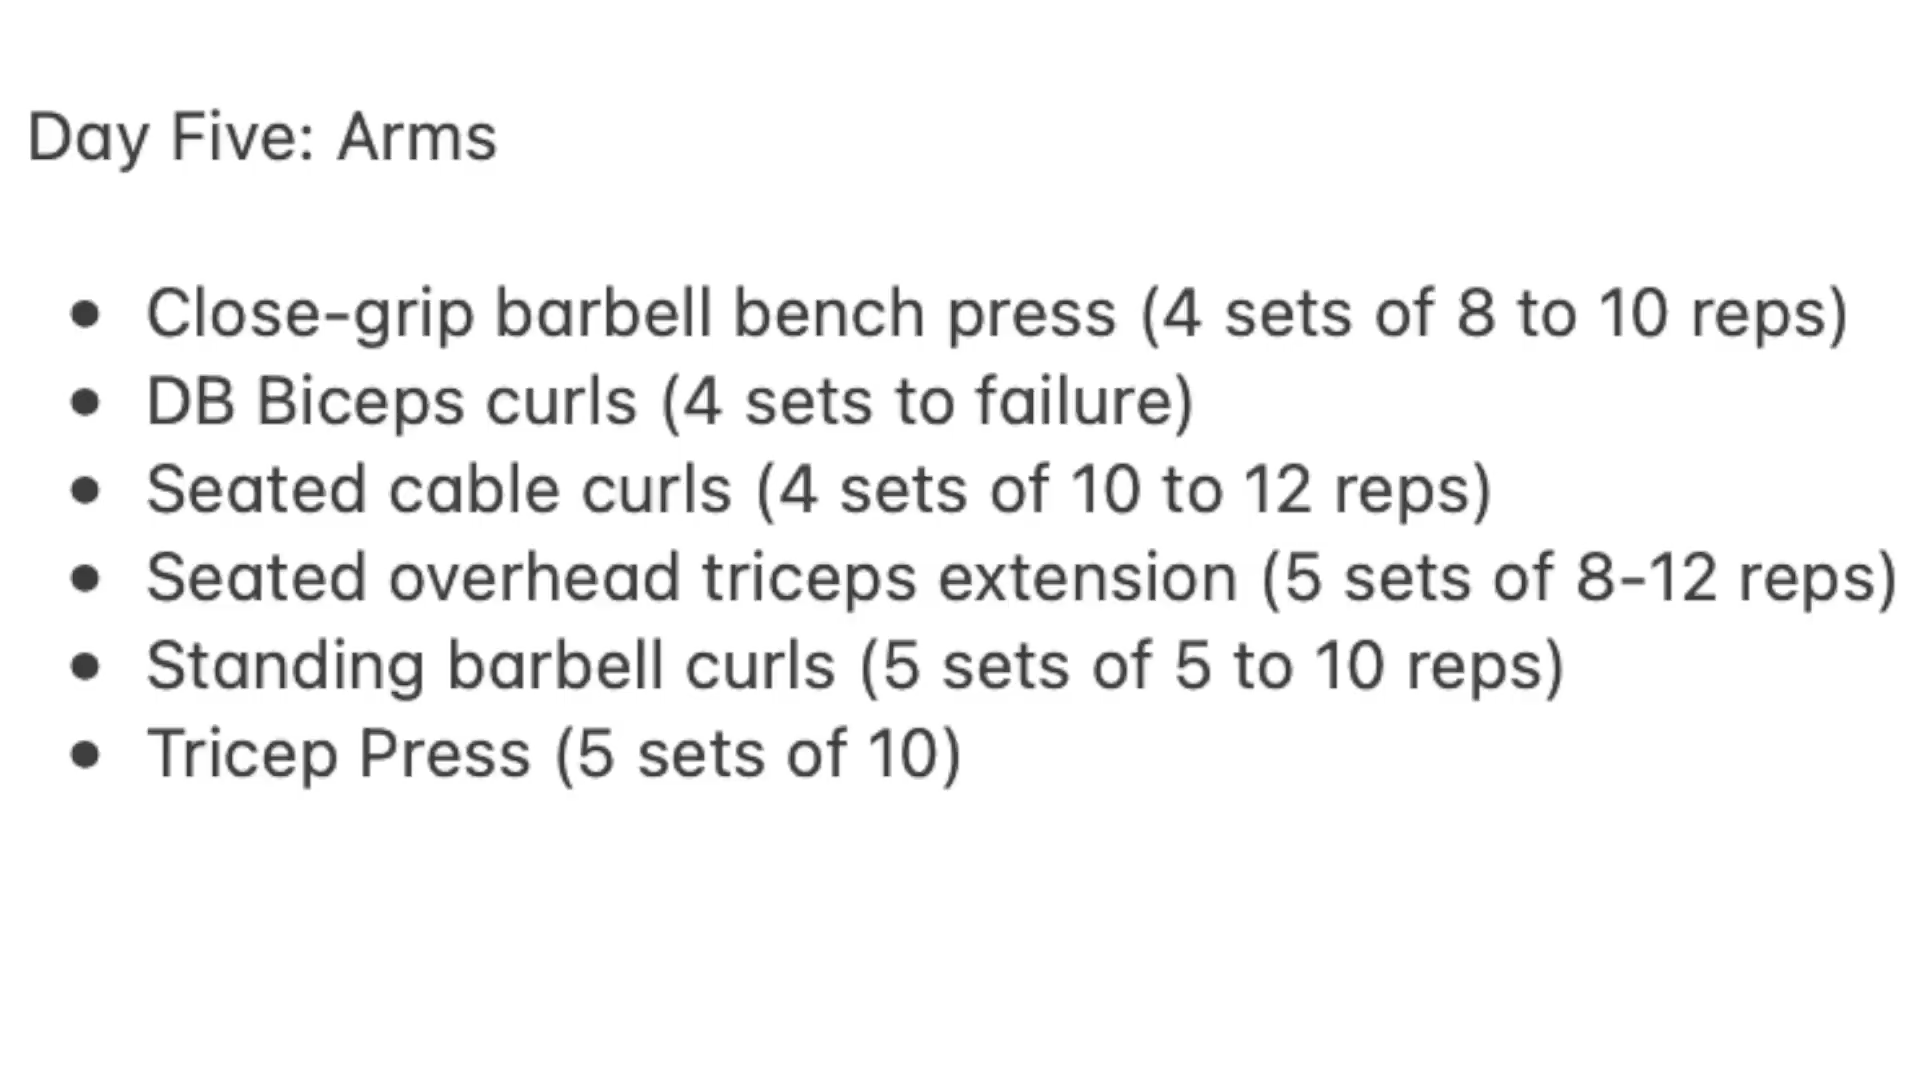 Day Five: Arms
• Close-grip barbell bench press (4 sets of 8 to 10 reps)
• DB Biceps curls (4 sets to failure)
• Seated cable curls (4 sets of 10 to 12 reps)
• Seated overhead triceps extension (5 sets of 8-12 reps)
• Standing barbell curls (5 sets of 5 to 10 reps)
• Tricep Press (5 sets of 10)